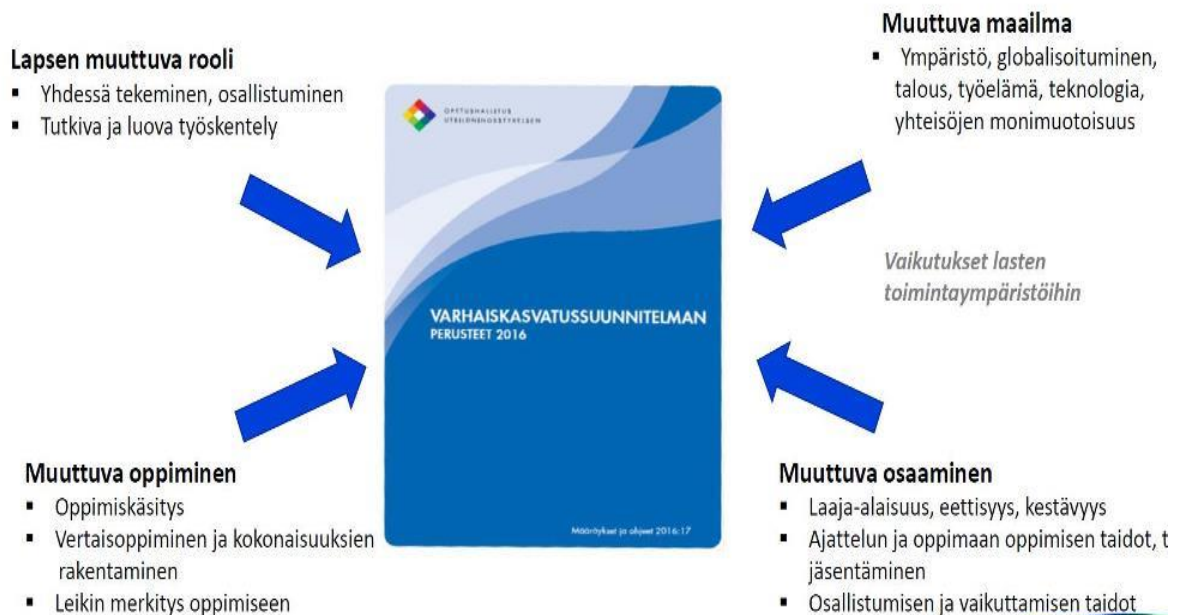 Lapsen muuttuva rooli
▪ Yhdessä tekeminen, osallistuminen
▪ Tutkiva ja luova työskentely
Muuttuva maailma
▪ Ympäristö, globalisoituminen,
talous, työelämä, teknologia,
yhteisöjen monimuotoisuus
OPETUSHALLITUS
UTBILDNINGSSTYRELSEN
VARHAISKASVATUSSUUNNITELMAN
PERUSTEET 2016
Määräykset ja ohjeet 2016:17
Vaikutukset lasten
toimintaympäristöihin
Muuttuva oppiminen
▪ Oppimiskäsitys
▪ Vertaisoppiminen ja kokonaisuuksien
rakentaminen
▪ Leikin merkitys oppimiseen
Muuttuva osaaminen
▪ Laaja-alaisuus, eettisyys, kestävyys
▪ Ajattelun ja oppimaan oppimisen taidot, t
jäsentäminen
▪ Osallistumisen ja vaikuttamisen taidot